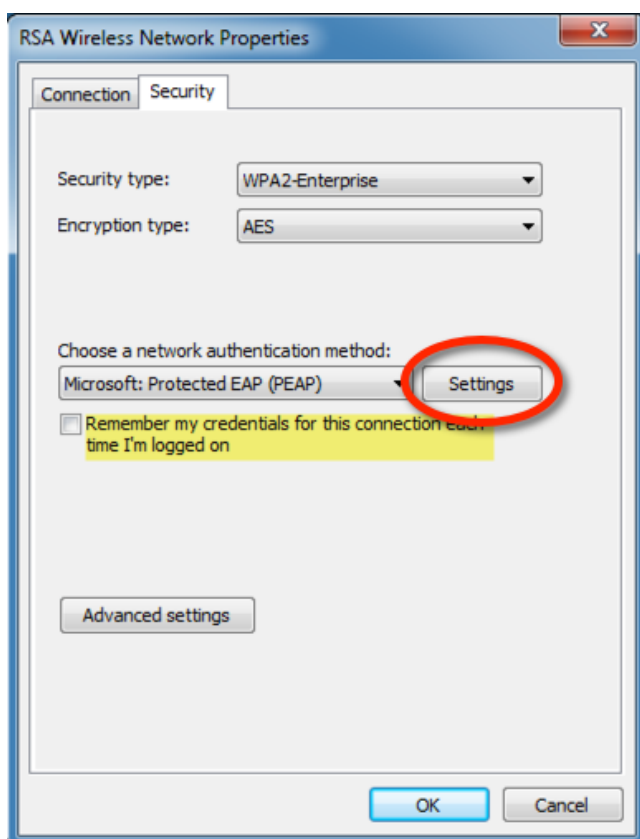 RSA Wireless Network Properties
Connection Security
Security type: WPA2-Enterprise
Encryption type: AES
Choose a network authentication method:
Microsoft: Protected EAP (PEAP) Settings
Remember my credentials for this connection each
time I'm logged on
Advanced settings
OK Cancel